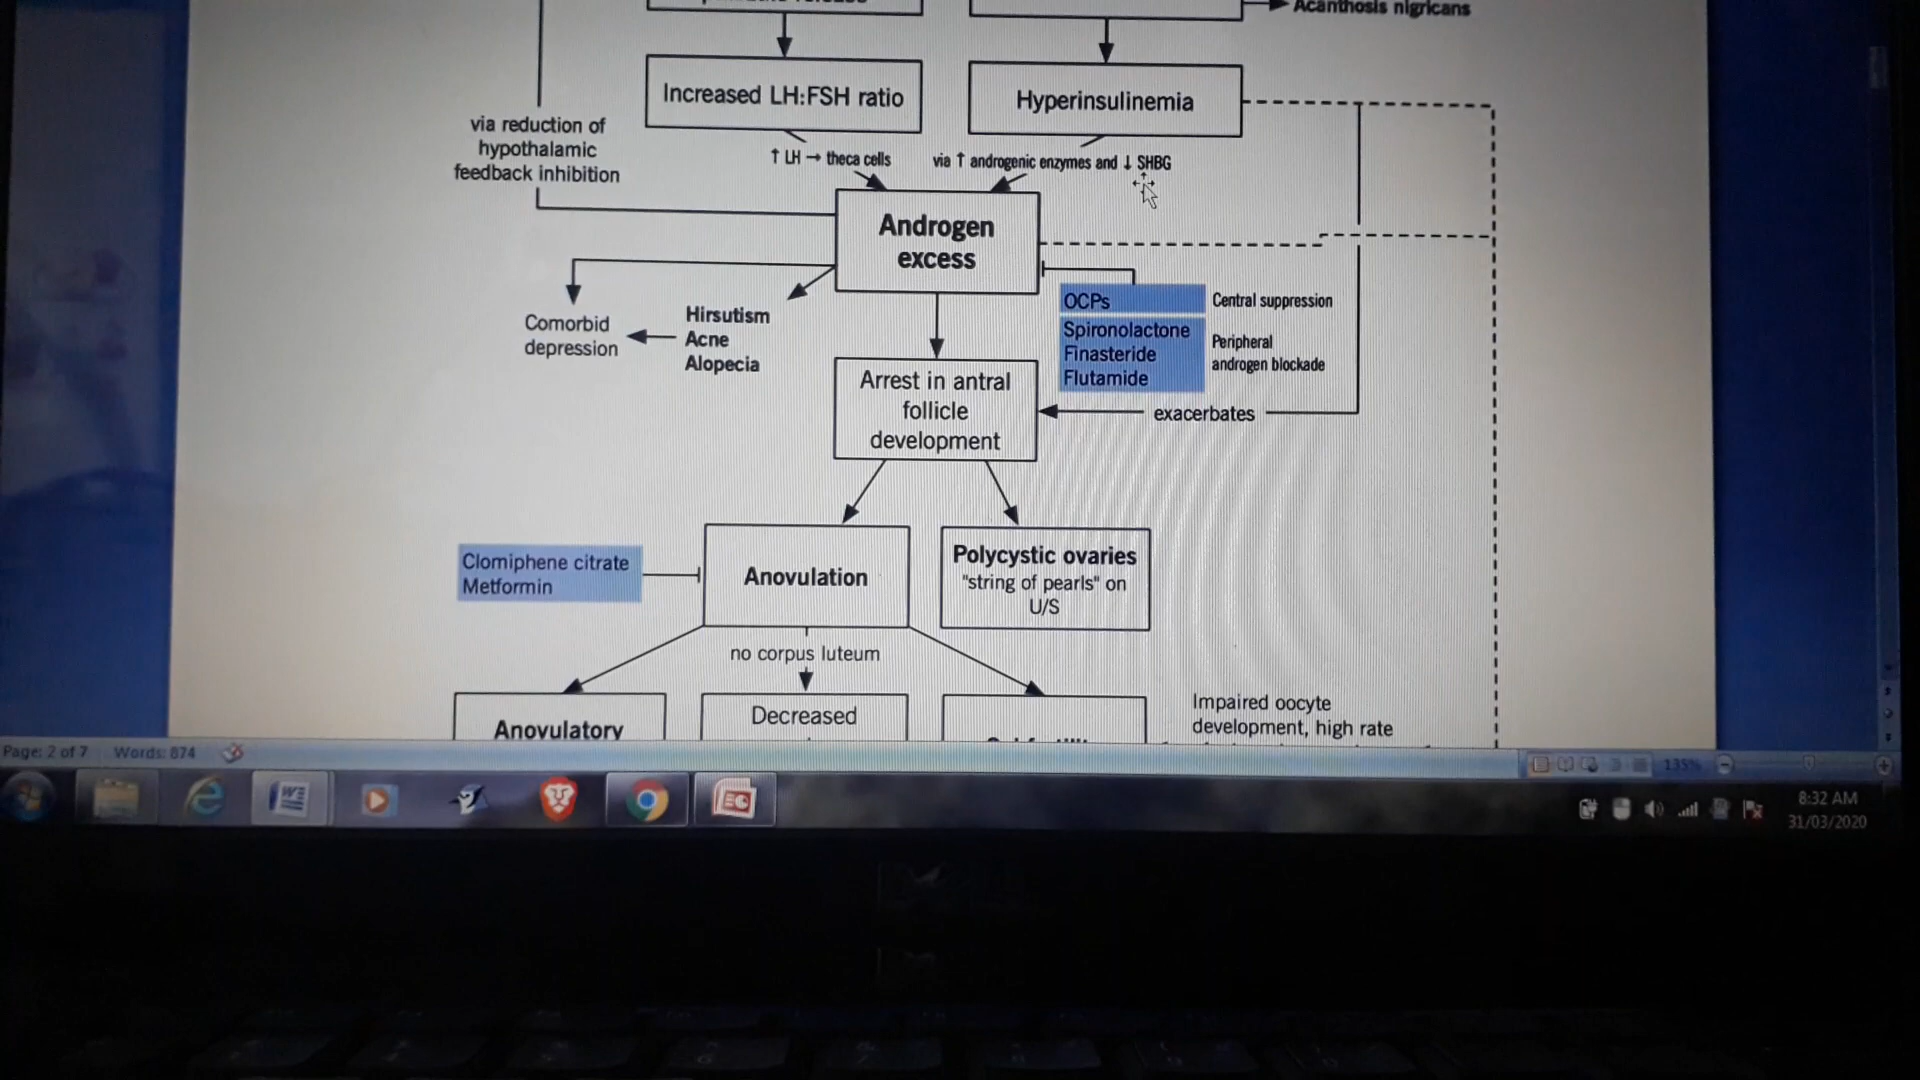 Acanthosis nigricans
Increased LH:FSH ratio
Hyperinsulinemia
via reduction of
hypothalamic
feedback inhibition
↑ LH → theca cells
via ↑ androgenic enzymes and ↓ SHBG
Androgen
excess
OCPs
Central suppression
Spironolactone
Finasteride
Flutamide
Peripheral
androgen blockade
Comorbid
depression
Hirsutism
Acne
Alopecia
Arrest in antral
follicle
development
exacerbates
Clomiphene citrate
Metformin
Anovulation
Polycystic ovaries
"string of pearls" on
U/S
no corpus luteum
Anovulatory
Decreased
Impaired oocyte
development, high rate
Page: 2 of 7 Words: 874
135%
8:32 AM
31/03/2020